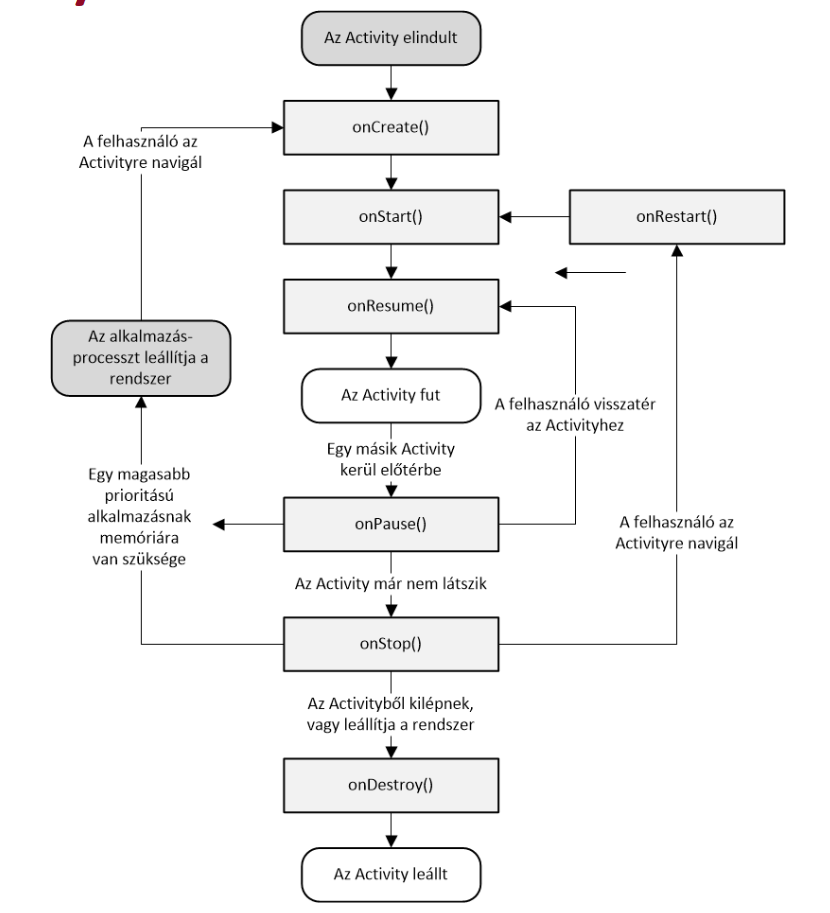 Az Activity elindult
onCreate()
A felhasználó az
Activityre navigál
onStart()
onRestart()
onResume()
Az alkalmazás-
processzt leállítja a
rendszer
Az Activity fut
A felhasználó visszatér
az Activityhez
Egy másik Activity
kerül előtérbe
Egy magasabb
prioritású
alkalmazásnak
memóriára
van szüksége
onPause()
A felhasználó az
Activityre navigál
Az Activity már nem látszik
onStop()
Az Activityből kilépnek,
vagy leállítja a rendszer
onDestroy()
Az Activity leállt